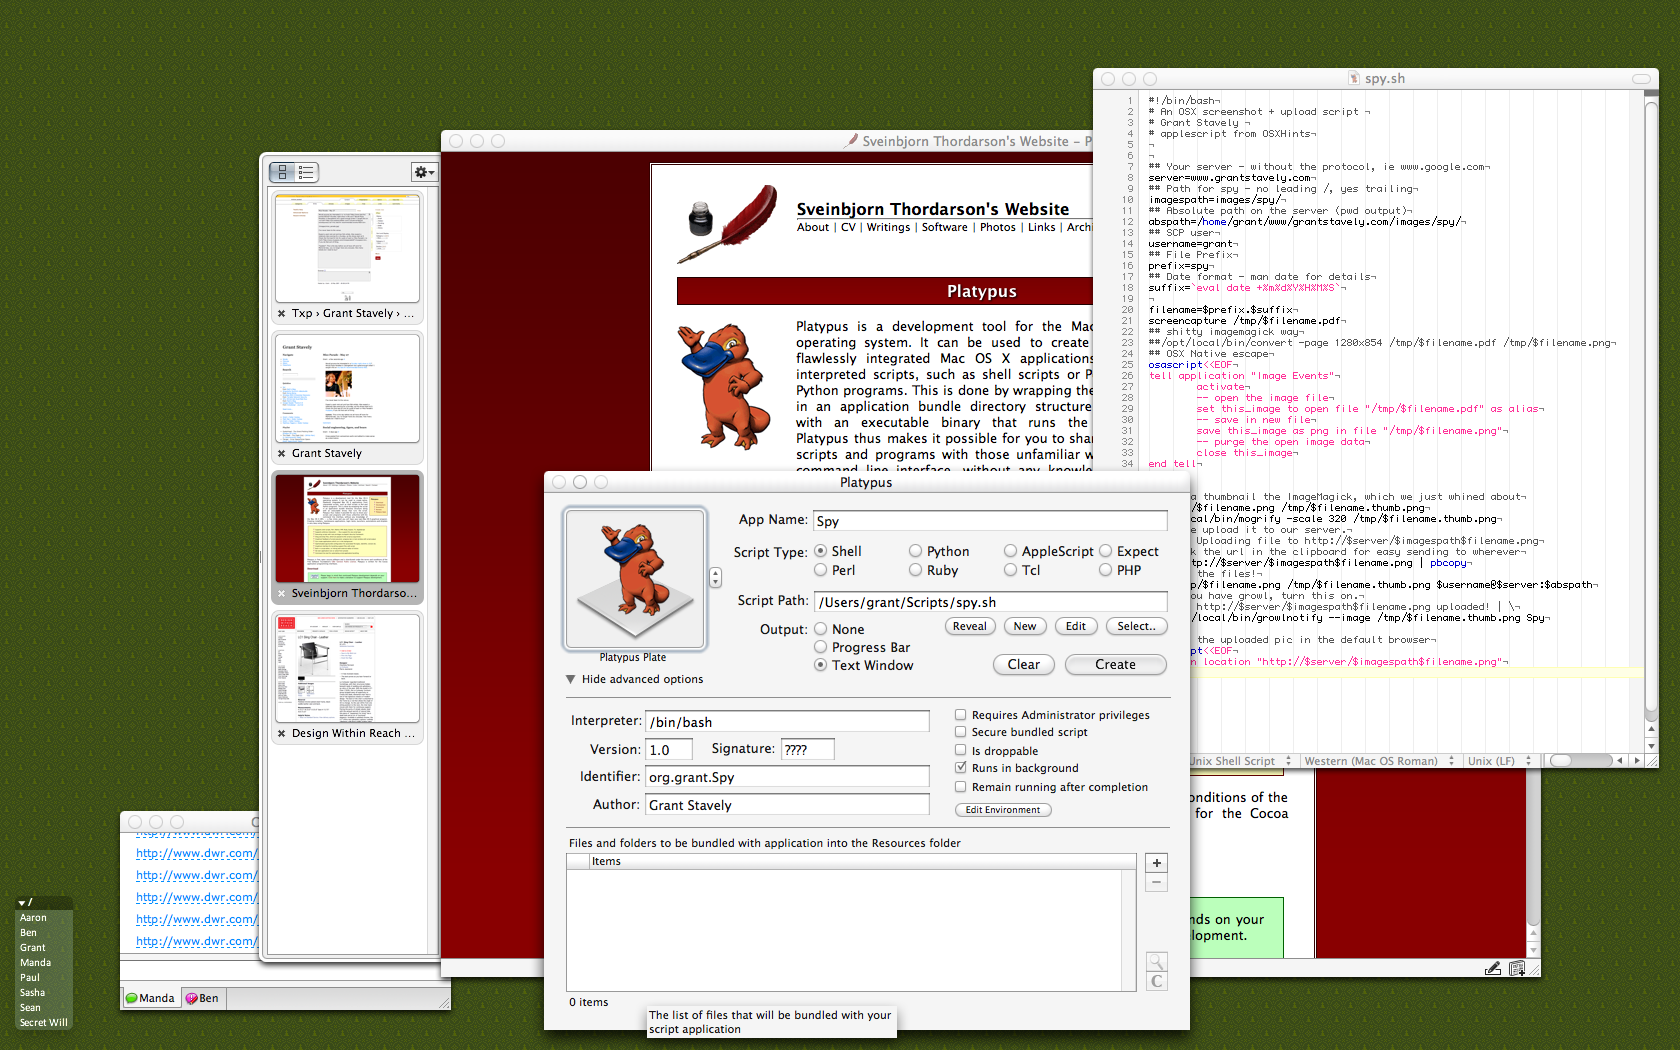 spy.sh
1 #!/bin/bash¬
2 # An OSX screenshot + upload script ¬
3 # Grant Stavely ¬
4 # applescript from OSXHints¬
5 ¬
6 ¬
7 ## Your server - without the protocol, ie www.google.com¬
8 server=www.grantstavely.com¬
9 ## Path for spy - no leading /, yes trailing¬
10 imagespath=images/spy/¬
11 ## Absolute path on the server (pwd output)¬
12 abspath=/home/grant/www/grantstavely.com/images/spy/¬
13 ## SCP user¬
14 username=grant¬
15 ## File Prefix¬
16 prefix=spy¬
17 ## Date format - man date for details¬
18 suffix=`eval date +%m%d%Y%H%M%S`¬
19 ¬
20 filename=$prefix.$suffix¬
21 screencapture /tmp/$filename.pdf¬
22 ## shitty imagemagick way¬
23 ##/opt/local/bin/convert -page 1280x854 /tmp/$filename.pdf /tmp/$filename.png¬
24 ## OSX Native escape¬
25 osascript<<EOF¬
26 tell application "Image Events"¬
27 activate¬
28 -- open the image file¬
29 set this_image to open file "/tmp/$filename.pdf" as alias¬
30 -- save in new file¬
31 save this_image as png in file "/tmp/$filename.png"¬
32 -- purge the open image data¬
33 close this_image¬
34 end tell¬
a thumbnail the ImageMagick, which we just whined about¬
/$filename.png /tmp/$filename.thumb.png¬
cal/bin/mogrify -scale 320 /tmp/$filename.thumb.png¬
e upload it to our server.¬
Uploading file to http://$server/$imagespath$filename.png¬
k the url in the clipboard for easy sending to wherever¬
tp://$server/$imagespath$filename.png | pbcopy¬
the files!¬
p/$filename.png /tmp/$filename.thumb.png $username@$server:$abspath¬
ou have growl, turn this on.¬
http://$server/$imagespath$filename.png uploaded! | \¬
/local/bin/growlnotify --image /tmp/$filename.thumb.png Spy¬
the uploaded pic in the default browser¬
pt<<EOF¬
n location "http://$server/$imagespath$filename.png"¬
Unix Shell Script
Western (Mac OS Roman)
Unix (LF)
Sveinbjorn Thordarson's Website – P
Sveinbjorn Thordarson's Website
About | CV | Writings | Software | Photos | Links | Archi
Platypus
Platypus is a development tool for the Mac
operating system. It can be used to create
flawlessly integrated Mac OS X applications
interpreted scripts, such as shell scripts or P
Python programs. This is done by wrapping the
in an application bundle directory structure
with an executable binary that runs the
Platypus thus makes it possible for you to sha
scripts and programs with those unfamiliar w
command line interface, without any knowle
onditions of the
for the Cocoa
nds on your
lopment.
Txp › Grant Stavely › ...
Grant Stavely
Grant Stavely
Sveinbjorn Thordarso...
Design Within Reach ...
Platypus
Platypus Plate
App Name: Spy
Script Type: Shell Python AppleScript Expect
Perl Ruby Tcl PHP
Script Path: /Users/grant/Scripts/spy.sh
Output: None
Reveal New Edit Select..
Progress Bar
Text Window
Clear Create
Hide advanced options
Interpreter: /bin/bash
Version: 1.0 Signature: ????
Identifier: org.grant.Spy
Author: Grant Stavely
Requires Administrator privileges
Secure bundled script
Is droppable
Runs in background
Remain running after completion
Edit Environment
Files and folders to be bundled with application into the Resources folder
Items
+
−
C
0 items
The list of files that will be bundled with your
script application
http://www.dwr.com/
http://www.dwr.com/
http://www.dwr.com/
http://www.dwr.com/
http://www.dwr.com/
http://www.dwr.com/
Manda
Ben
/
Aaron
Ben
Grant
Manda
Paul
Sasha
Sean
Secret Will